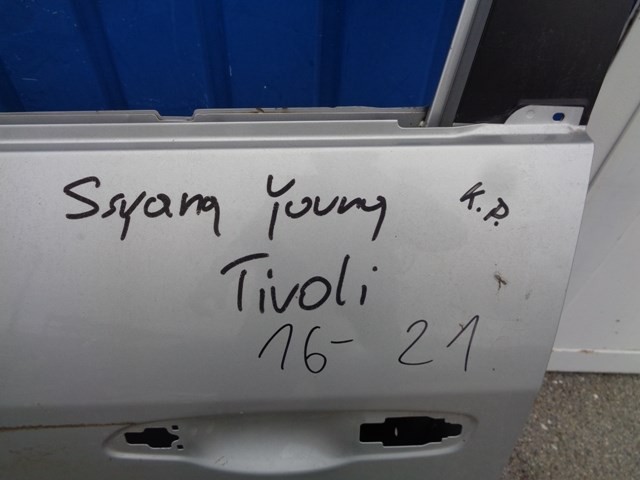 Ssyang Young K.P.
Tivoli
16- 21